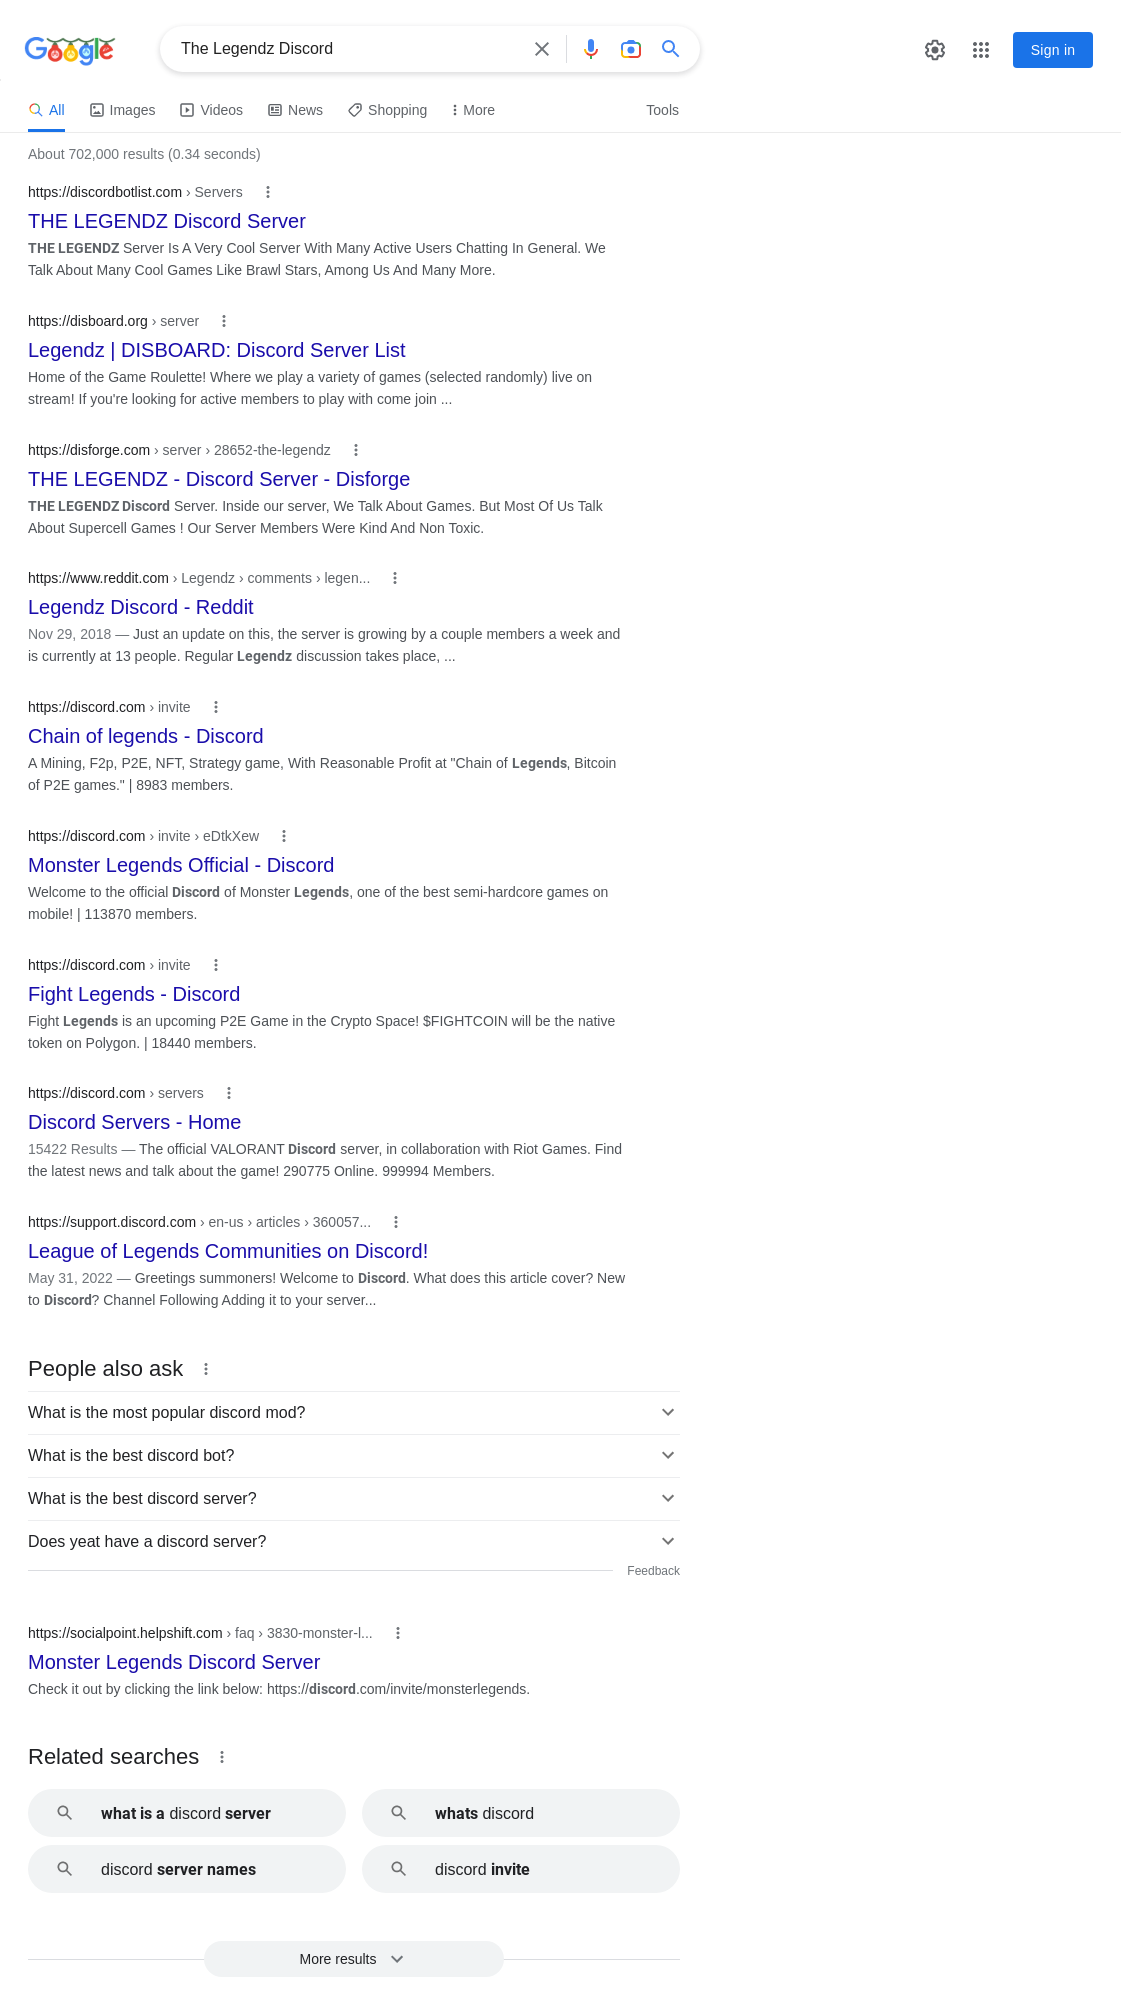 Google
The Legendz Discord
Sign in
All Images Videos News Shopping More Tools
About 702,000 results (0.34 seconds)
https://discordbotlist.com › Servers
THE LEGENDZ Discord Server
THE LEGENDZ Server Is A Very Cool Server With Many Active Users Chatting In General. We
Talk About Many Cool Games Like Brawl Stars, Among Us And Many More.
https://disboard.org › server
Legendz | DISBOARD: Discord Server List
Home of the Game Roulette! Where we play a variety of games (selected randomly) live on
stream! If you're looking for active members to play with come join ...
https://disforge.com › server › 28652-the-legendz
THE LEGENDZ - Discord Server - Disforge
THE LEGENDZ Discord Server. Inside our server, We Talk About Games. But Most Of Us Talk
About Supercell Games ! Our Server Members Were Kind And Non Toxic.
https://www.reddit.com › Legendz › comments › legen...
Legendz Discord - Reddit
Nov 29, 2018 — Just an update on this, the server is growing by a couple members a week and
is currently at 13 people. Regular Legendz discussion takes place, ...
https://discord.com › invite
Chain of legends - Discord
A Mining, F2p, P2E, NFT, Strategy game, With Reasonable Profit at "Chain of Legends, Bitcoin
of P2E games." | 8983 members.
https://discord.com › invite › eDtkXew
Monster Legends Official - Discord
Welcome to the official Discord of Monster Legends, one of the best semi-hardcore games on
mobile! | 113870 members.
https://discord.com › invite
Fight Legends - Discord
Fight Legends is an upcoming P2E Game in the Crypto Space! $FIGHTCOIN will be the native
token on Polygon. | 18440 members.
https://discord.com › servers
Discord Servers - Home
15422 Results — The official VALORANT Discord server, in collaboration with Riot Games. Find
the latest news and talk about the game! 290775 Online. 999994 Members.
https://support.discord.com › en-us › articles › 360057...
League of Legends Communities on Discord!
May 31, 2022 — Greetings summoners! Welcome to Discord. What does this article cover? New
to Discord? Channel Following Adding it to your server...
People also ask
What is the most popular discord mod?
What is the best discord bot?
What is the best discord server?
Does yeat have a discord server?
Feedback
https://socialpoint.helpshift.com › faq › 3830-monster-l...
Monster Legends Discord Server
Check it out by clicking the link below: https://discord.com/invite/monsterlegends.
Related searches
what is a discord server
whats discord
discord server names
discord invite
More results